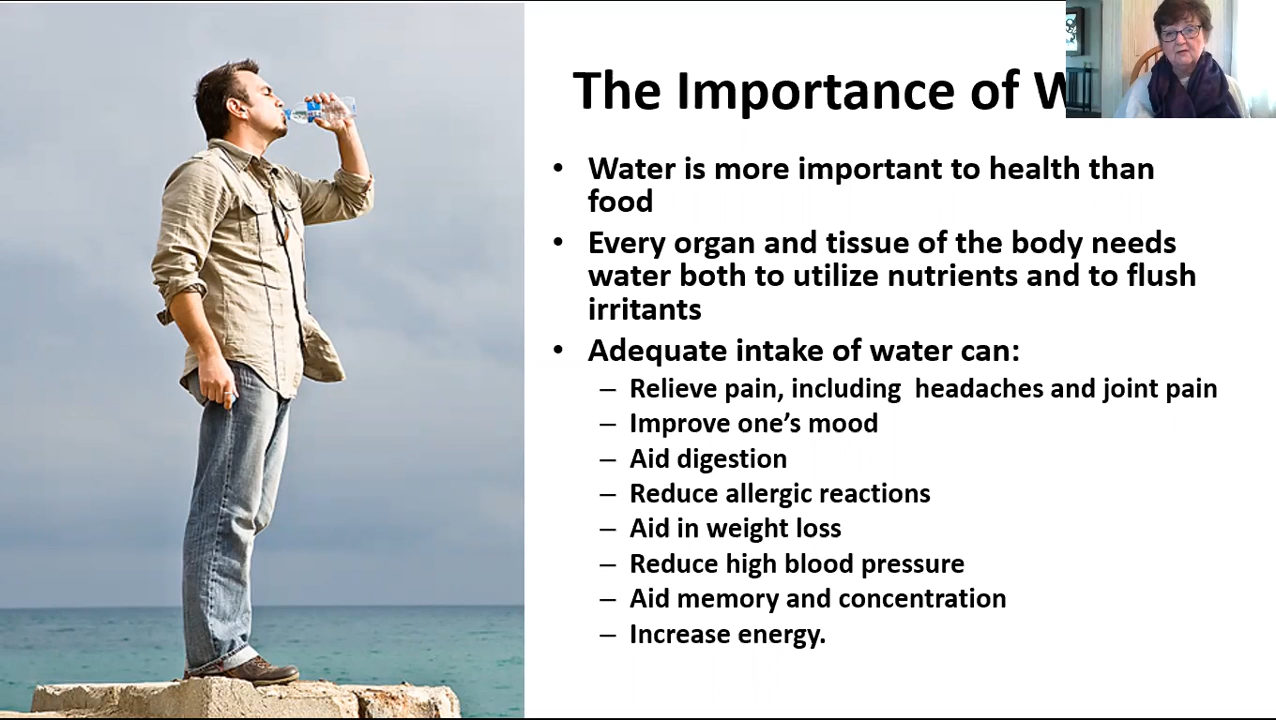 The Importance of W
• Water is more important to health than
food
• Every organ and tissue of the body needs
water both to utilize nutrients and to flush
irritants
• Adequate intake of water can:
– Relieve pain, including  headaches and joint pain
– Improve one’s mood
– Aid digestion
– Reduce allergic reactions
– Aid in weight loss
– Reduce high blood pressure
– Aid memory and concentration
– Increase energy.